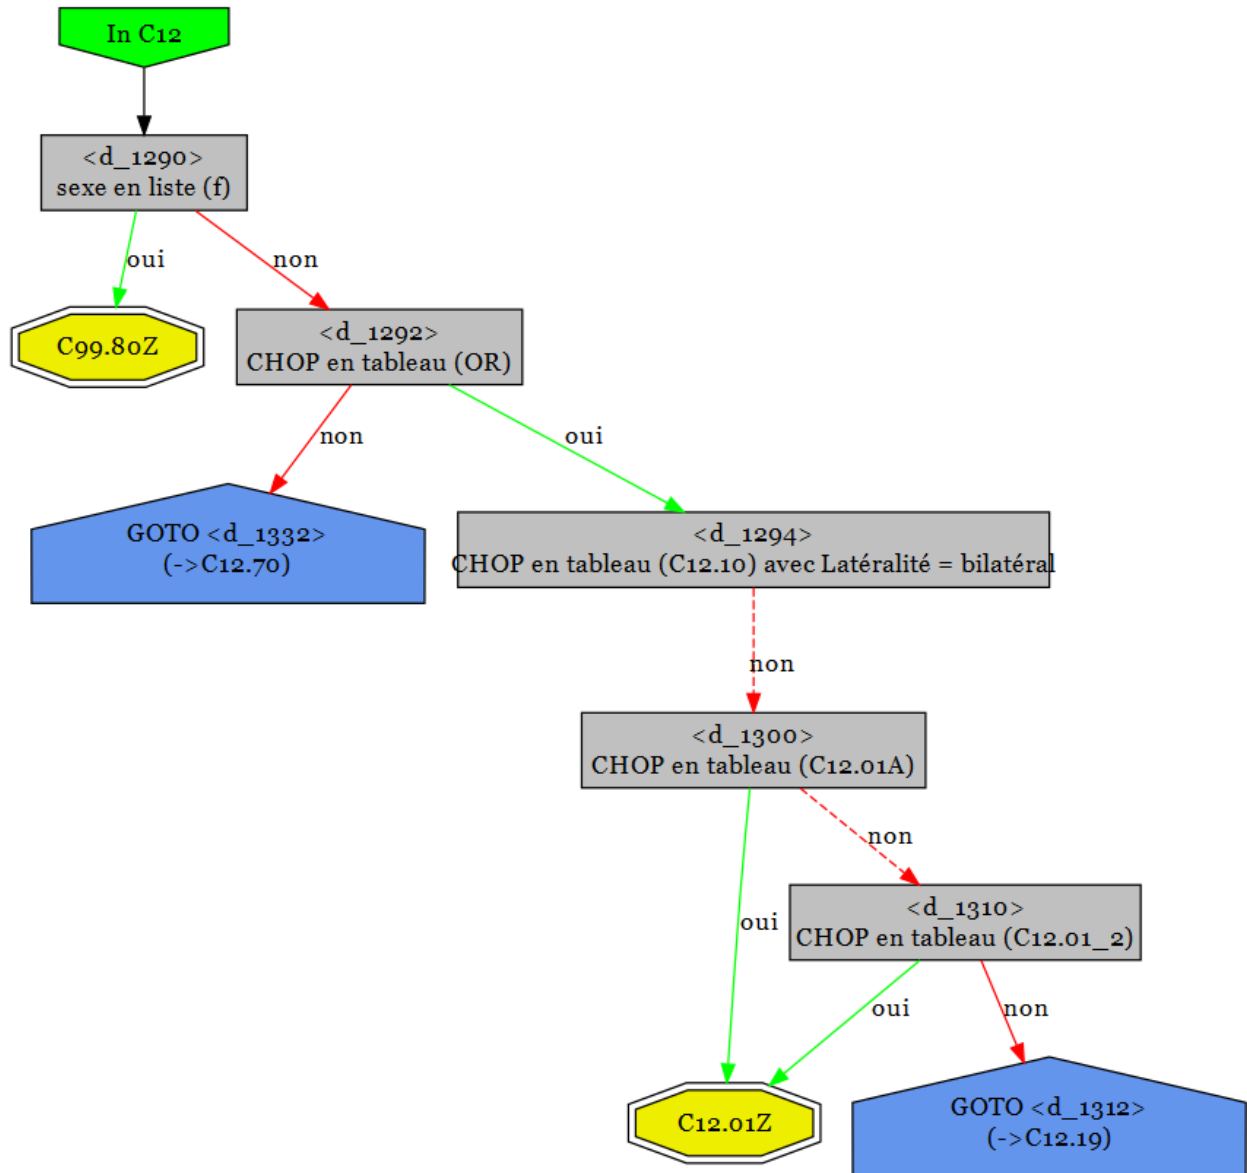 In C12
<d_1290>
sexe en liste (f)
oui
non
C99.80Z
<d_1292>
CHOP en tableau (OR)
non
oui
GOTO <d_1332>
(->C12.70)
<d_1294>
CHOP en tableau (C12.10) avec Latéralité = bilatéral
non
<d_1300>
CHOP en tableau (C12.01A)
non
oui
<d_1310>
CHOP en tableau (C12.01_2)
oui
non
C12.01Z
GOTO <d_1312>
(->C12.19)